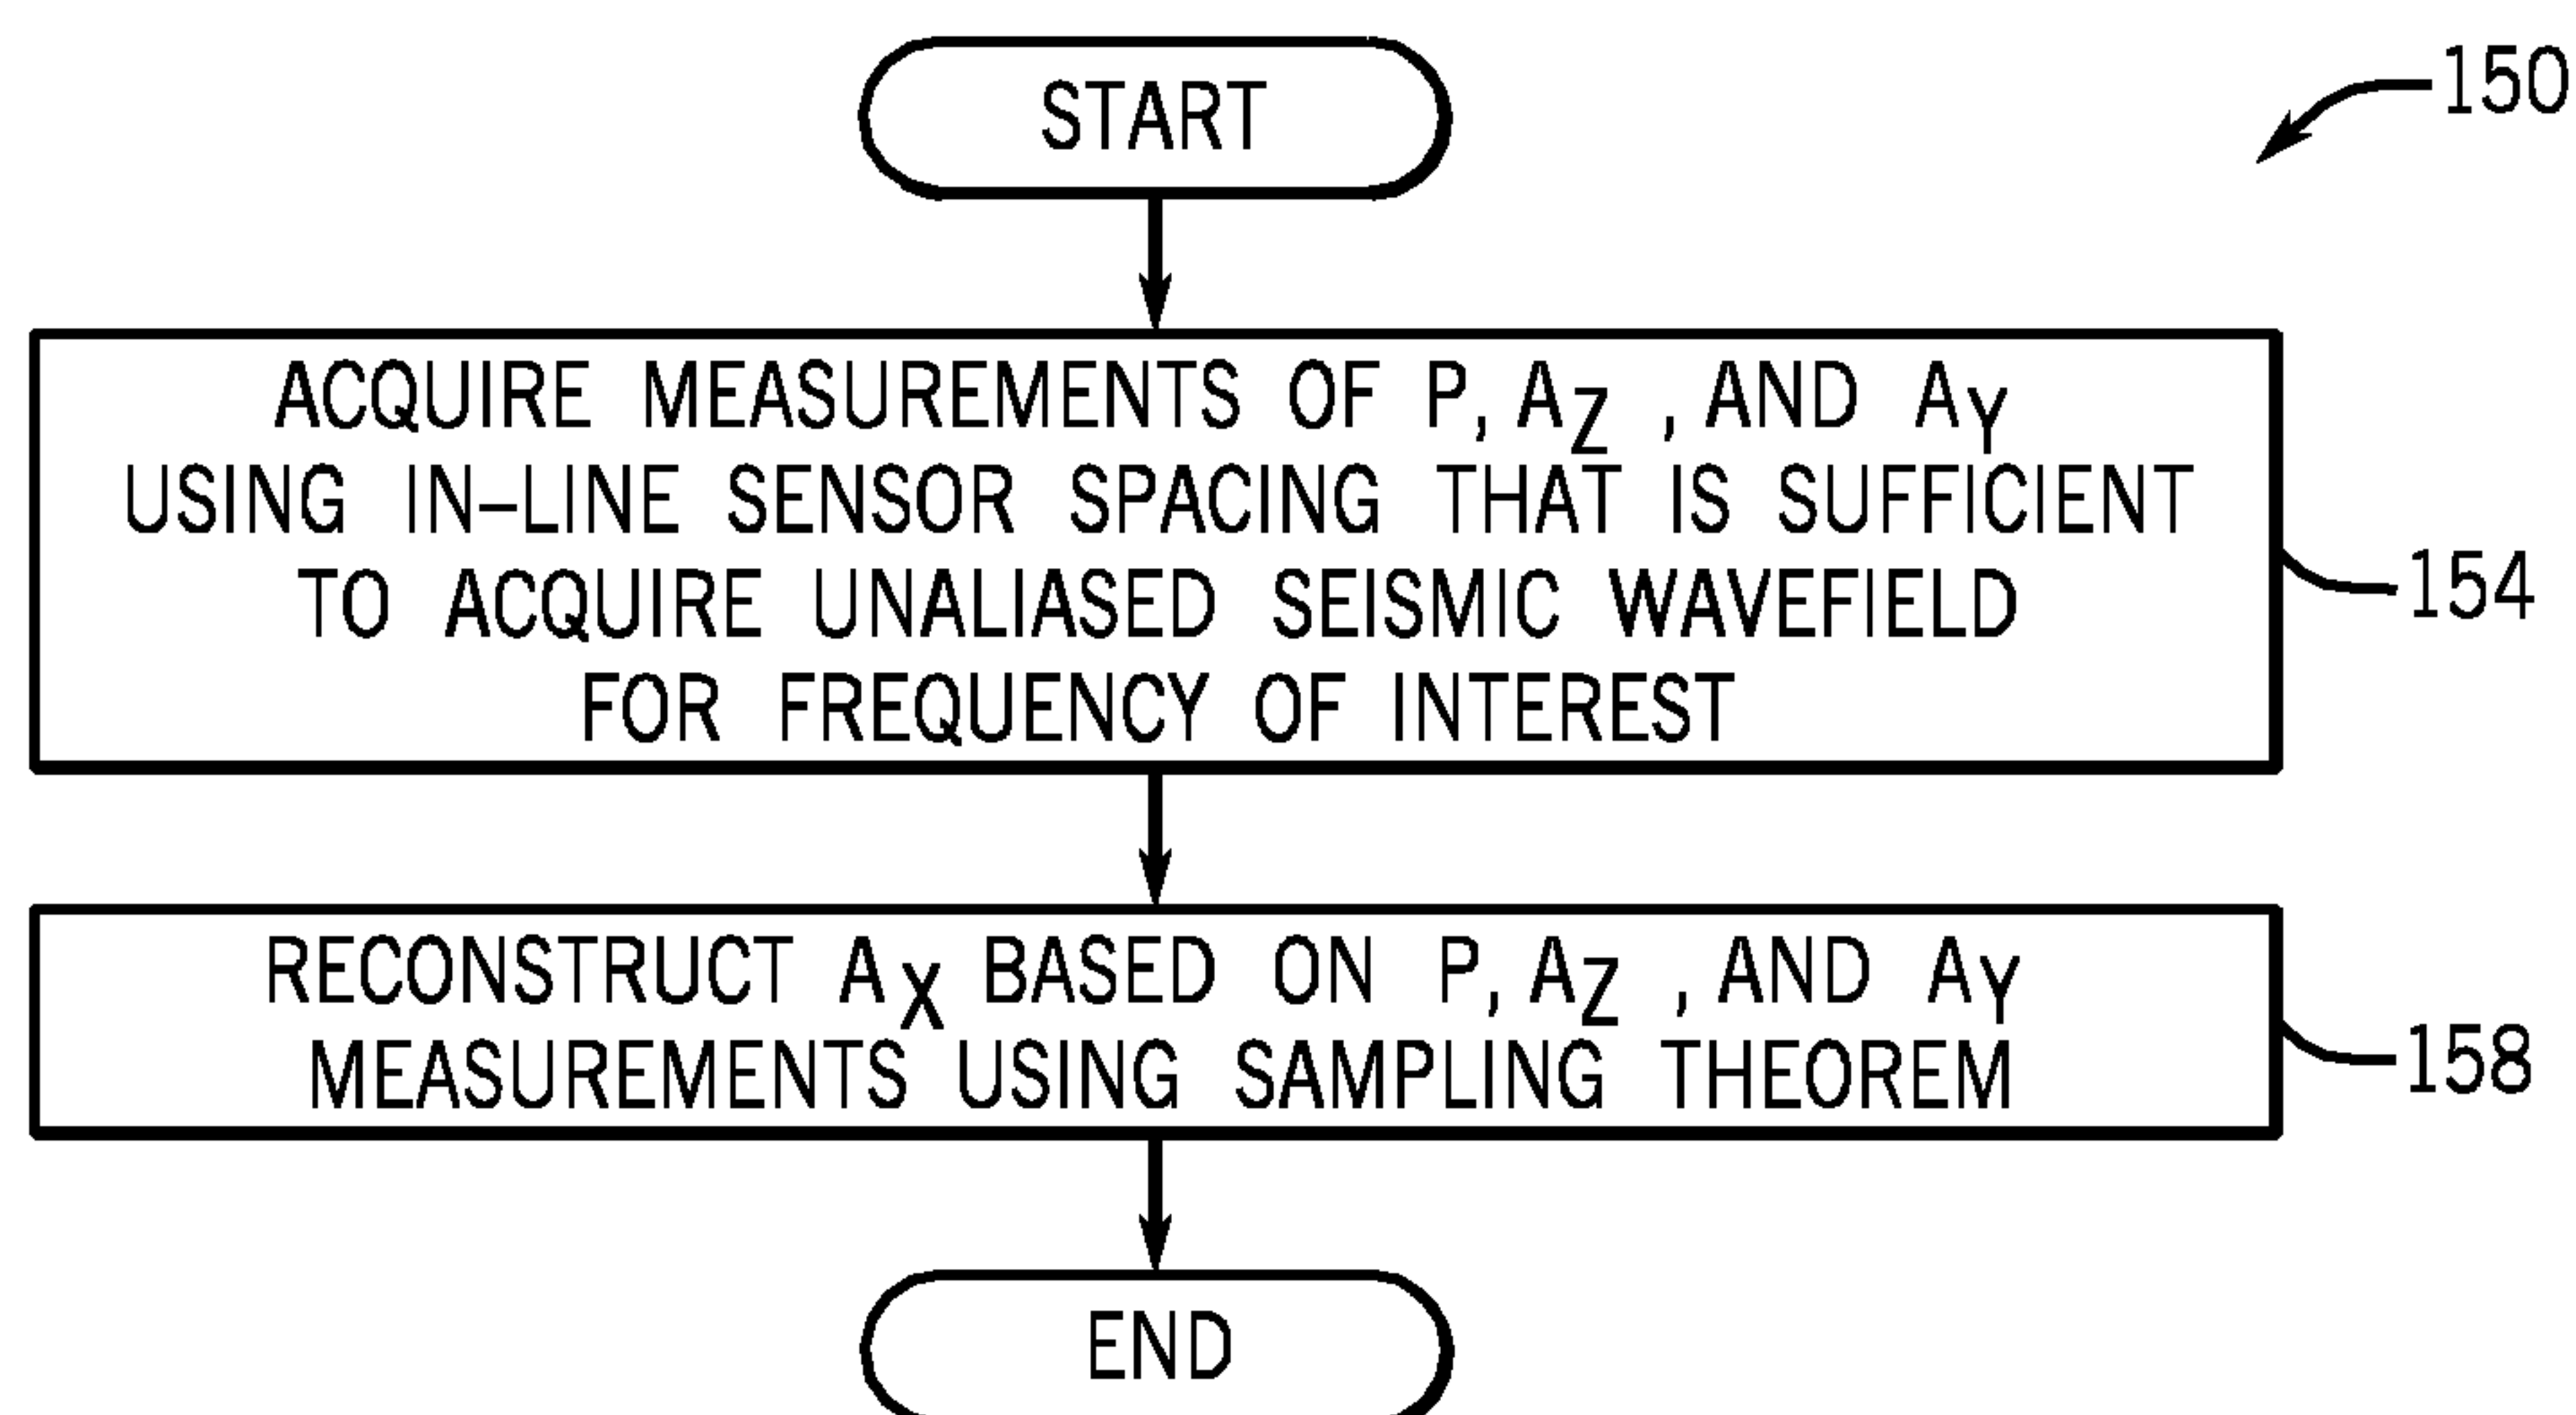 START
150
ACQUIRE MEASUREMENTS OF P, AZ , AND AY
USING IN-LINE SENSOR SPACING THAT IS SUFFICIENT
TO ACQUIRE UNALIASED SEISMIC WAVEFIELD
FOR FREQUENCY OF INTEREST
154
RECONSTRUCT AX BASED ON P, AZ , AND AY
MEASUREMENTS USING SAMPLING THEOREM
158
END